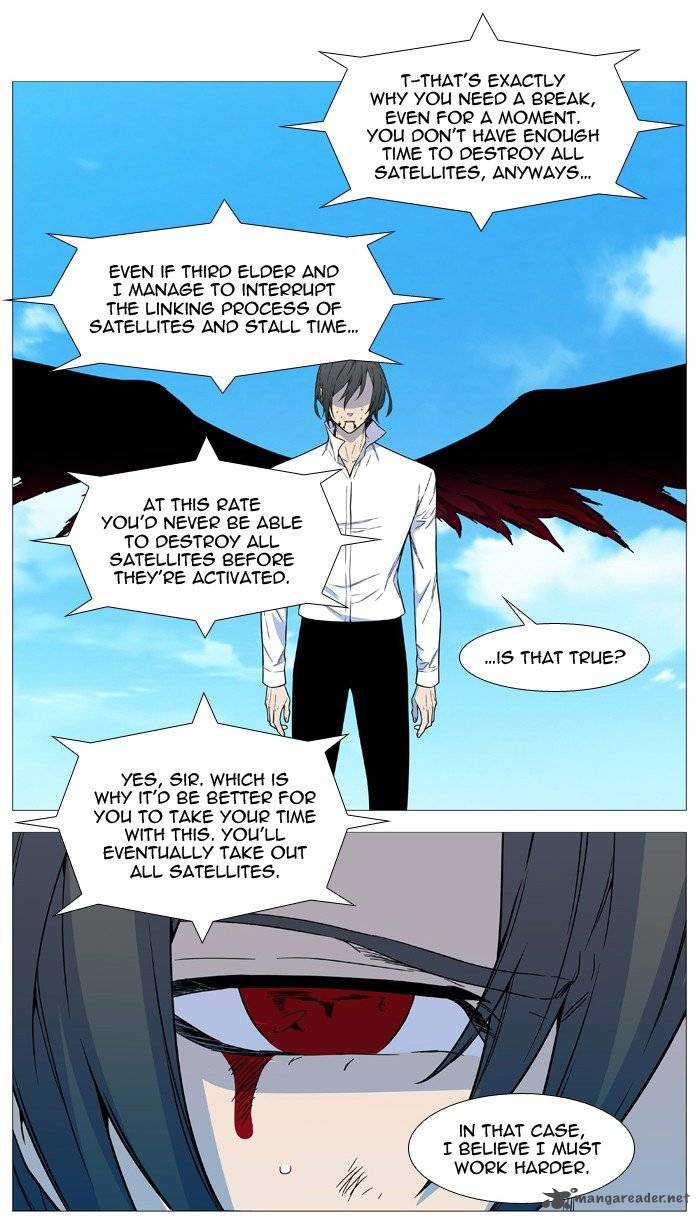 T-THAT'S EXACTLY
WHY YOU NEED A BREAK,
EVEN FOR A MOMENT.
YOU DON'T HAVE ENOUGH
TIME TO DESTROY ALL
SATELLITES, ANYWAYS...
EVEN IF THIRD ELDER AND
I MANAGE TO INTERRUPT
THE LINKING PROCESS OF
SATELLITES AND STALL TIME...
AT THIS RATE
YOU'D NEVER BE ABLE
TO DESTROY ALL
SATELLITES BEFORE
THEY'RE ACTIVATED.
...IS THAT TRUE?
YES, SIR. WHICH IS
WHY IT'D BE BETTER FOR
YOU TO TAKE YOUR TIME
WITH THIS. YOU'LL
EVENTUALLY TAKE OUT
ALL SATELLITES.
IN THAT CASE,
I BELIEVE I MUST
WORK HARDER.
mangareader.net